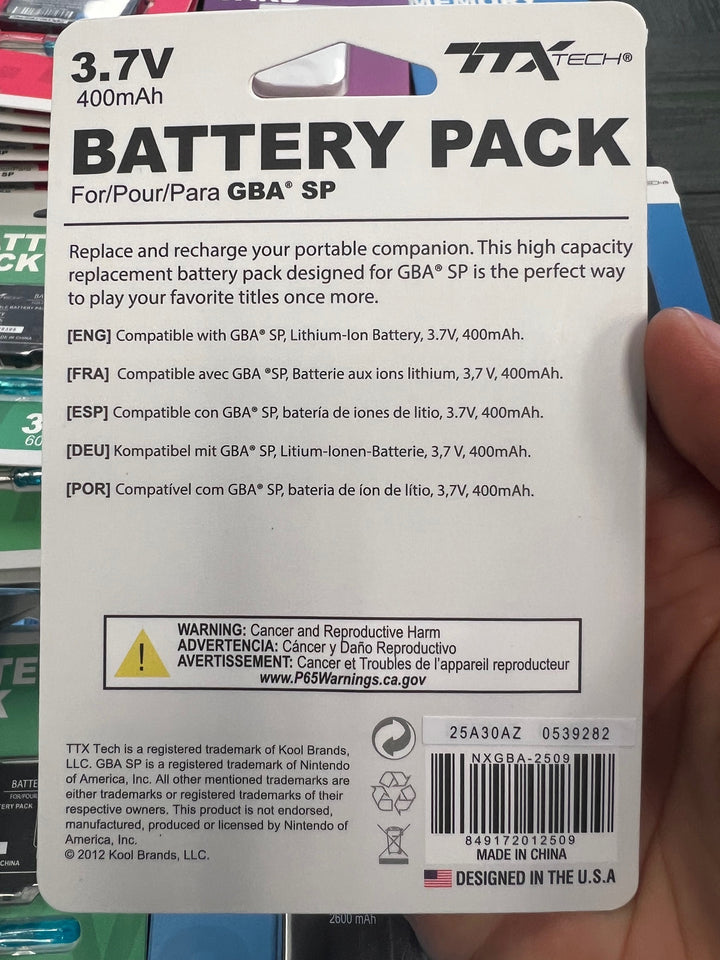 3.7V
400mAh
TTX TECH®
BATTERY PACK
For/Pour/Para GBA® SP
Replace and recharge your portable companion. This high capacity
replacement battery pack designed for GBA® SP is the perfect way
to play your favorite titles once more.
[ENG] Compatible with GBA® SP, Lithium-Ion Battery, 3.7V, 400mAh.
[FRA] Compatible avec GBA ®SP, Batterie aux ions lithium, 3,7 V, 400mAh.
[ESP] Compatible con GBA® SP, batería de iones de litio, 3.7V, 400mAh.
[DEU] Kompatibel mit GBA® SP, Litium-Ionen-Batterie, 3,7 V, 400mAh.
[POR] Compatível com GBA® SP, bateria de íon de lítio, 3,7V, 400mAh.
WARNING: Cancer and Reproductive Harm
ADVERTENCIA: Cáncer y Daño Reproductivo
AVERTISSEMENT: Cancer et Troubles de l'appareil reproducteur
www.P65Warnings.ca.gov
TTX Tech is a registered trademark of Kool Brands,
LLC. GBA SP is a registered trademark of Nintendo
of America, Inc. All other mentioned trademarks are
either trademarks or registered trademarks of their
respective owners. This product is not endorsed,
manufactured, produced or licensed by Nintendo of
America, Inc.
© 2012 Kool Brands, LLC.
25A30AZ 0539282
NXGBA-2509
849172012509
MADE IN CHINA
DESIGNED IN THE U.S.A
2600 mAh